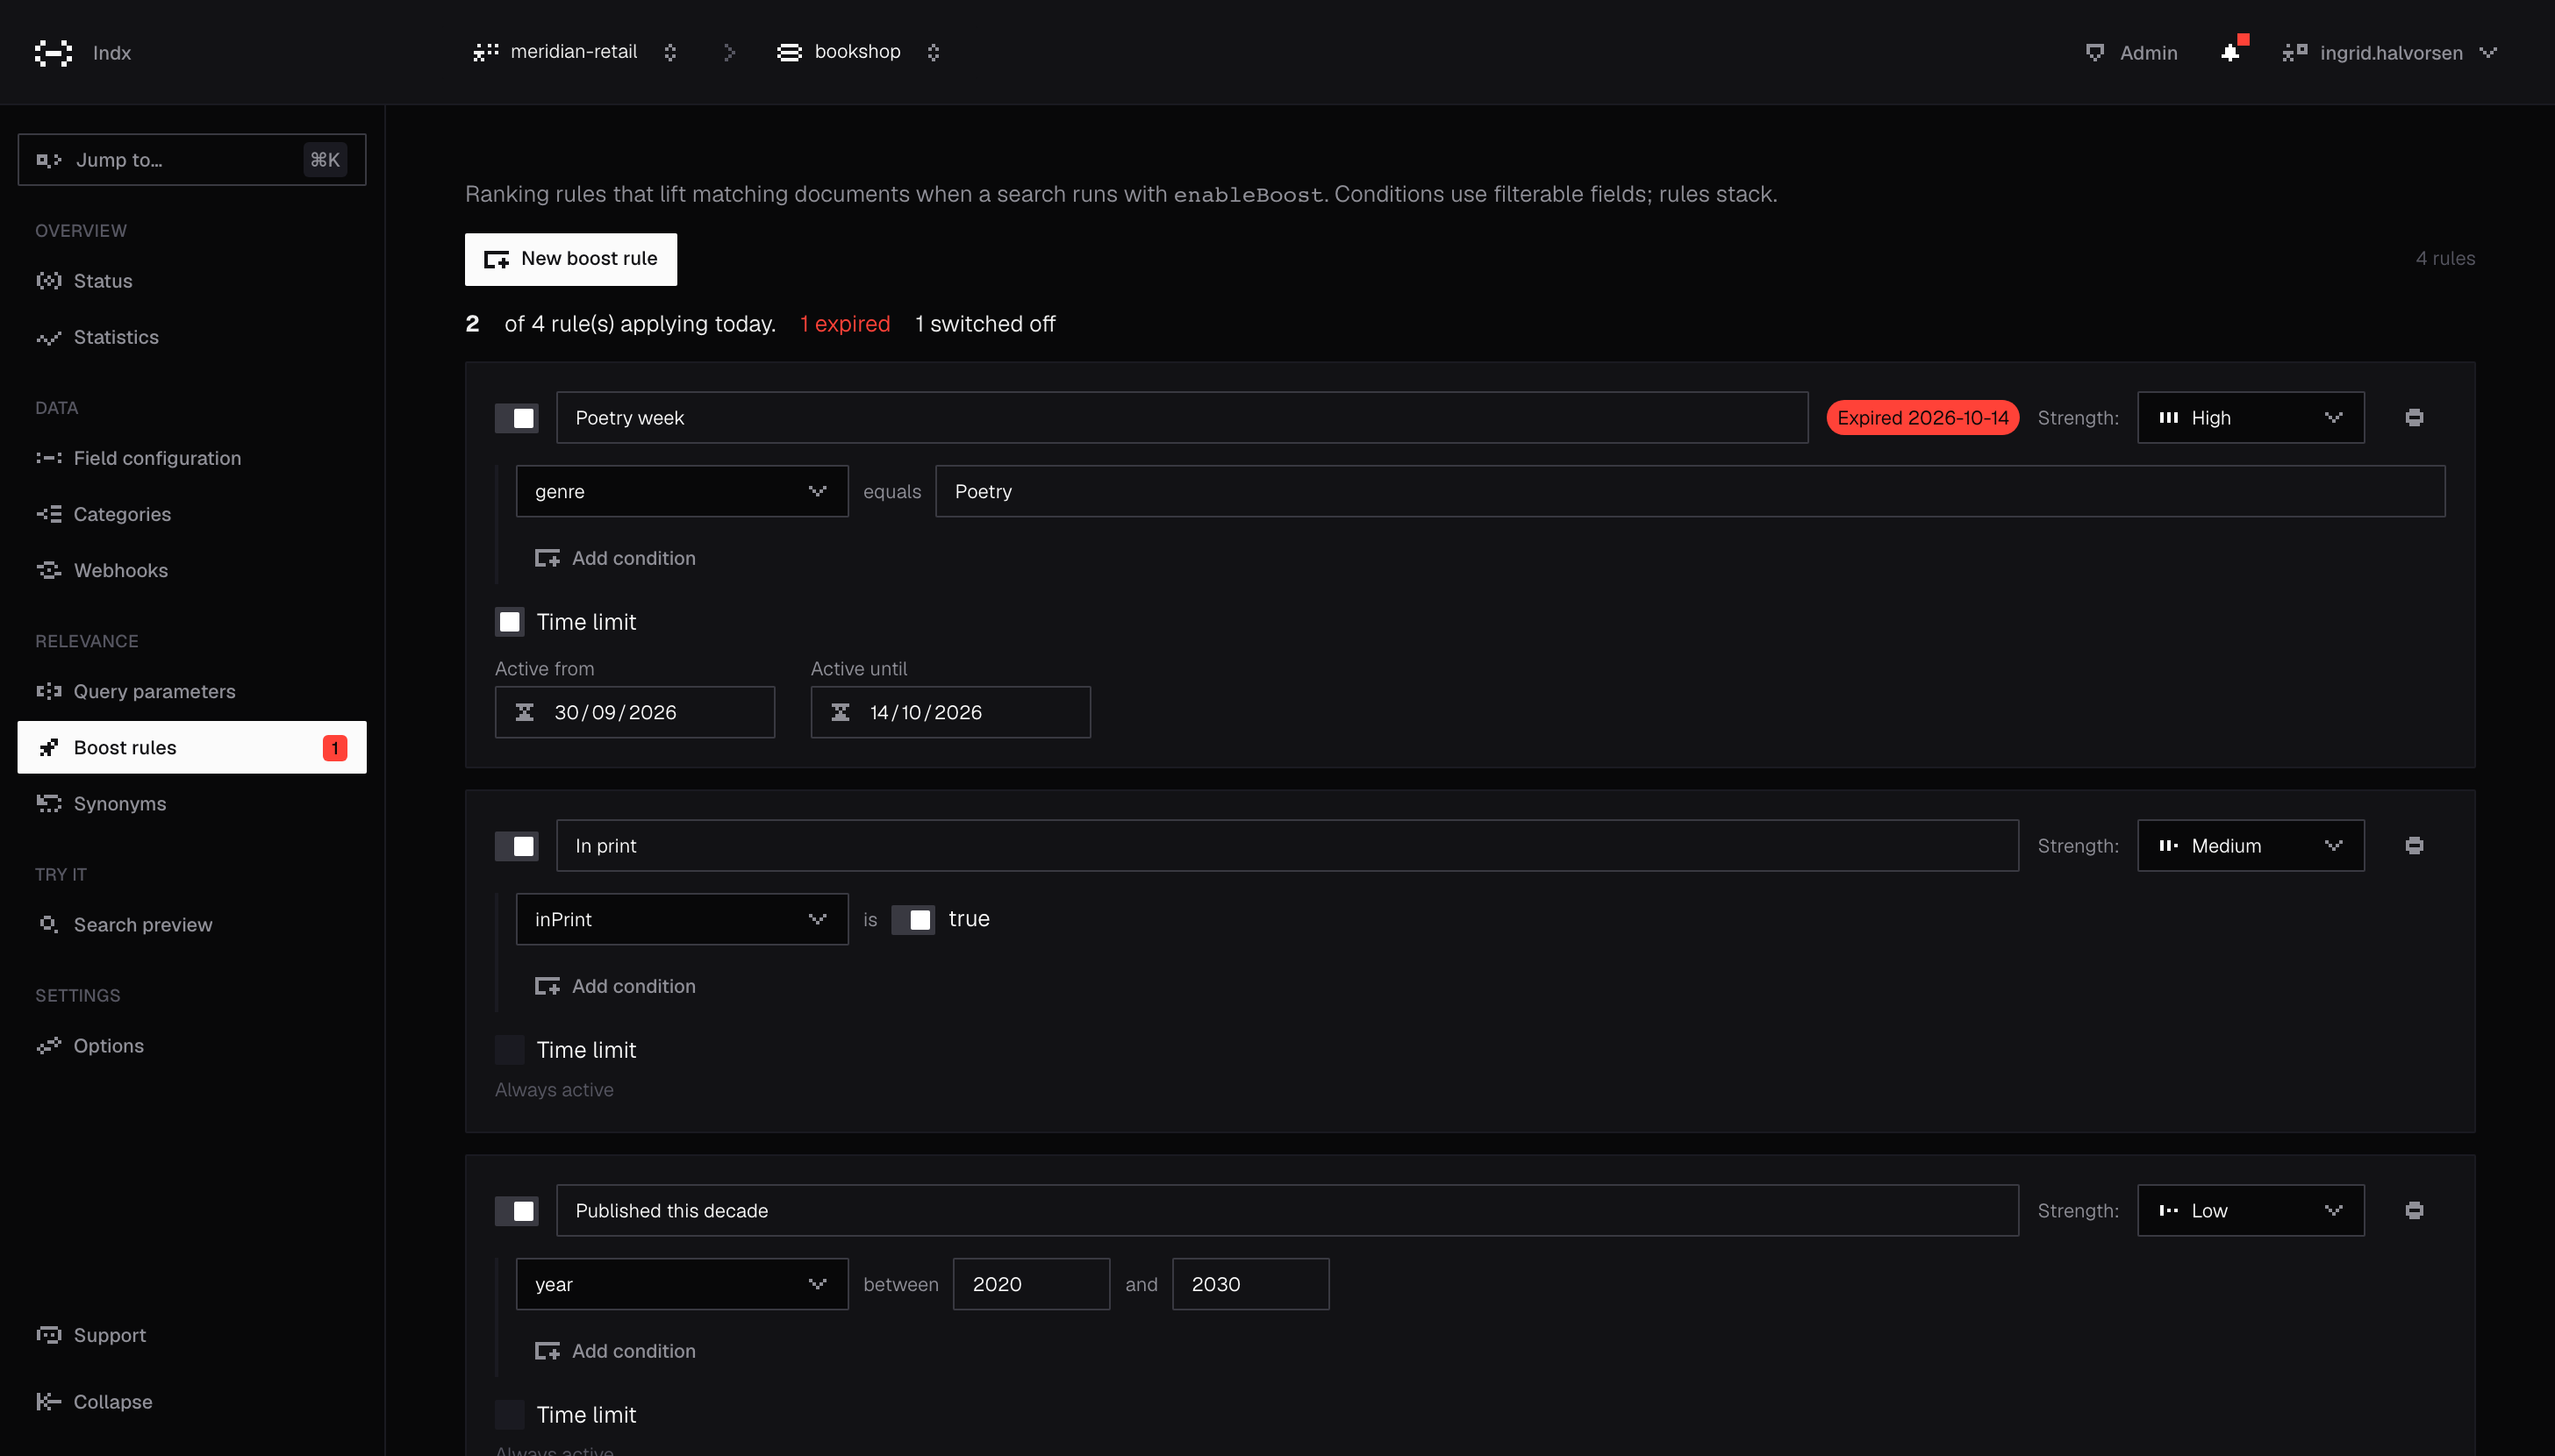 Indx
meridian-retail
bookshop
Admin
ingrid.halvorsen
Jump to...
⌘K
OVERVIEW
Status
Statistics
DATA
Field configuration
Categories
Webhooks
RELEVANCE
Query parameters
Boost rules
1
Synonyms
TRY IT
Search preview
SETTINGS
Options
Support
Collapse
Ranking rules that lift matching documents when a search runs with enableBoost. Conditions use filterable fields; rules stack.
New boost rule
4 rules
2 of 4 rule(s) applying today. 1 expired 1 switched off
Poetry week
Expired 2026-10-14
Strength:
High
genre
equals
Poetry
Add condition
Time limit
Active from
Active until
30/09/2026
14/10/2026
In print
Strength:
Medium
inPrint
is
true
Add condition
Time limit
Always active
Published this decade
Strength:
Low
year
between
2020
and
2030
Add condition
Time limit
Always active